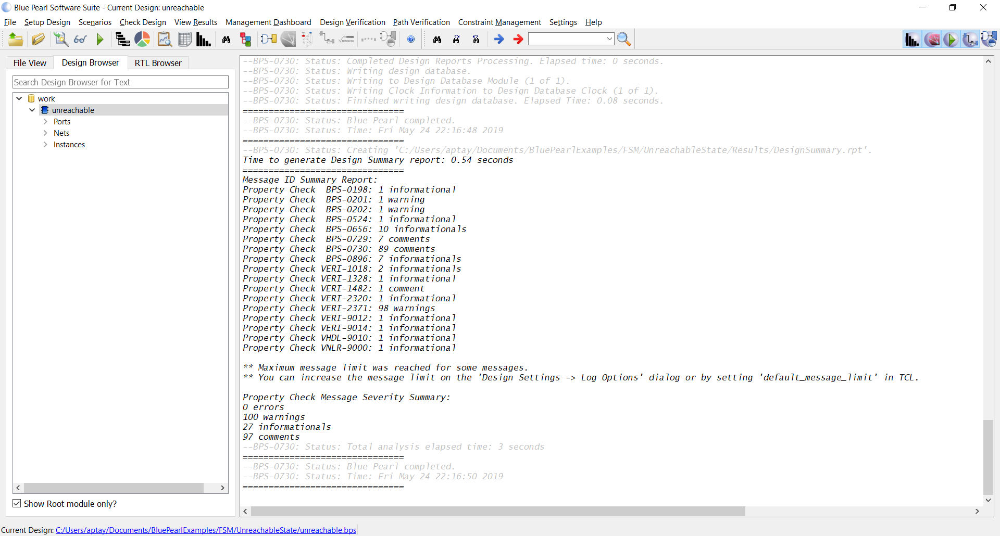 Blue Pearl Software Suite - Current Design: unreachable
File Setup Design Scenarios Check Design View Results Management Dashboard Design Verification Path Verification Constraint Management Settings Help
File View Design Browser RTL Browser
Search Design Browser for Text
work
unreachable
Ports
Nets
Instances
Show Root module only?
--BPS-0730: Status: Completed Design Reports Processing. Elapsed time: 0 seconds.
--BPS-0730: Status: Writing design database.
--BPS-0730: Status: Writing to Design Database Module (1 of 1).
--BPS-0730: Status: Writing Clock Information to Design Database Clock (1 of 1).
--BPS-0730: Status: Finished writing design database. Elapsed Time: 0.08 seconds.
===============================
--BPS-0730: Status: Blue Pearl completed.
--BPS-0730: Status: Time: Fri May 24 22:16:48 2019
===============================
--BPS-0730: Status: Creating 'C:/Users/aptay/Documents/BluePearlExamples/FSM/UnreachableState/Results/DesignSummary.rpt'.
Time to generate Design Summary report: 0.54 seconds
===============================
Message ID Summary Report:
Property Check  BPS-0198: 1 informational
Property Check  BPS-0201: 1 warning
Property Check  BPS-0202: 1 warning
Property Check  BPS-0524: 1 informational
Property Check  BPS-0656: 10 informationals
Property Check  BPS-0729: 7 comments
Property Check  BPS-0730: 89 comments
Property Check  BPS-0896: 7 informationals
Property Check VERI-1018: 2 informationals
Property Check VERI-1328: 1 informational
Property Check VERI-1482: 1 comment
Property Check VERI-2320: 1 informational
Property Check VERI-2371: 98 warnings
Property Check VERI-9012: 1 informational
Property Check VERI-9014: 1 informational
Property Check VHDL-9010: 1 informational
Property Check VNLR-9000: 1 informational
** Maximum message limit was reached for some messages.
** You can increase the message limit on the 'Design Settings -> Log Options' dialog or by setting 'default_message_limit' in TCL.
Property Check Message Severity Summary:
0 errors
100 warnings
27 informationals
97 comments
--BPS-0730: Status: Total analysis elapsed time: 3 seconds
===============================
--BPS-0730: Status: Blue Pearl completed.
--BPS-0730: Status: Time: Fri May 24 22:16:50 2019
===============================
Current Design: C:/Users/aptay/Documents/BluePearlExamples/FSM/UnreachableState/unreachable.bps